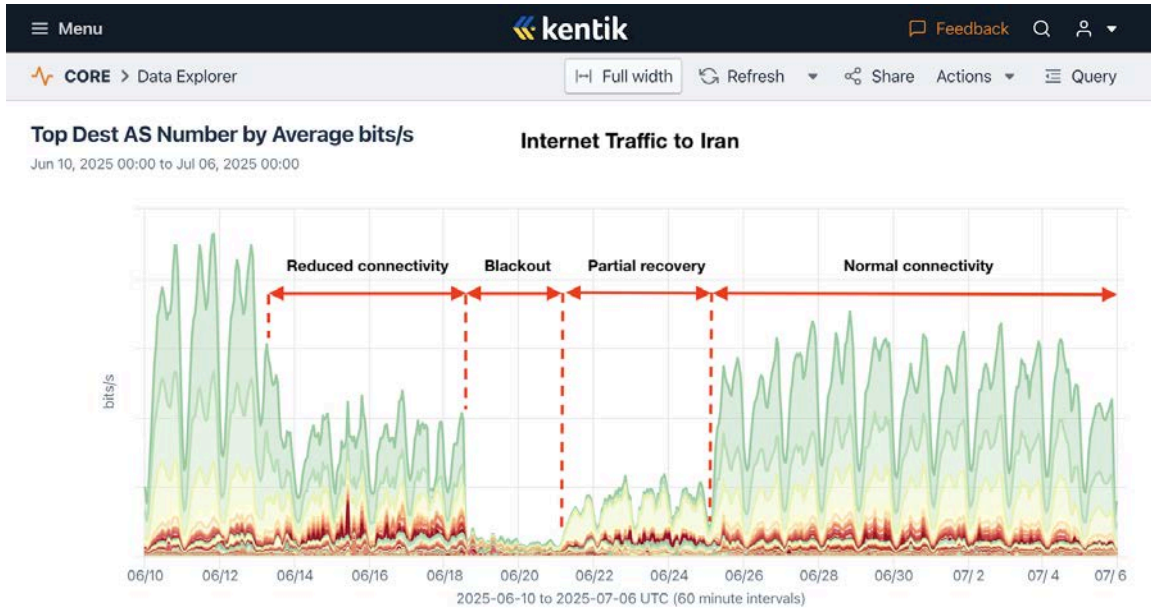 Menu
kentik
Feedback
CORE > Data Explorer
Full width
Refresh
Share
Actions
Query
Top Dest AS Number by Average bits/s
Internet Traffic to Iran
Jun 10, 2025 00:00 to Jul 06, 2025 00:00
Reduced connectivity
Blackout
Partial recovery
Normal connectivity
bits/s
06/10 06/12 06/14 06/16 06/18 06/20 06/22 06/24 06/26 06/28 06/30 07/2 07/4 07/6
2025-06-10 to 2025-07-06 UTC (60 minute intervals)